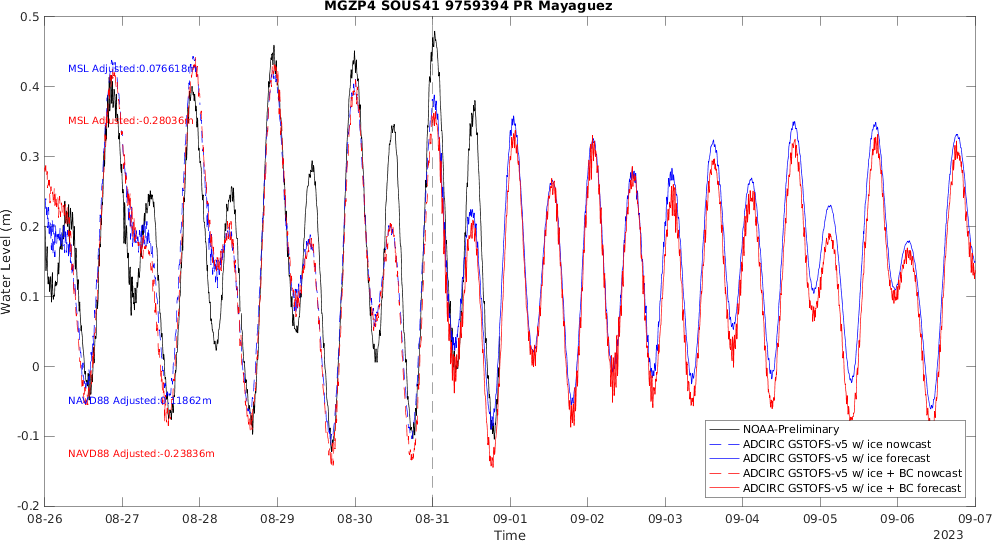 MGZP4 SOUS41 9759394 PR Mayaguez
0.5
0.4
0.3
0.2
0.1
0
-0.1
-0.2
Water Level (m)
MSL Adjusted:0.076618m
MSL Adjusted:-0.28036m
NAVD88 Adjusted:0.11862m
NAVD88 Adjusted:-0.23836m
NOAA-Preliminary
ADCIRC GSTOFS-v5 w/ ice nowcast
ADCIRC GSTOFS-v5 w/ ice forecast
ADCIRC GSTOFS-v5 w/ ice + BC nowcast
ADCIRC GSTOFS-v5 w/ ice + BC forecast
08-26 08-27 08-28 08-29 08-30 08-31 09-01 09-02 09-03 09-04 09-05 09-06 09-07
Time
2023